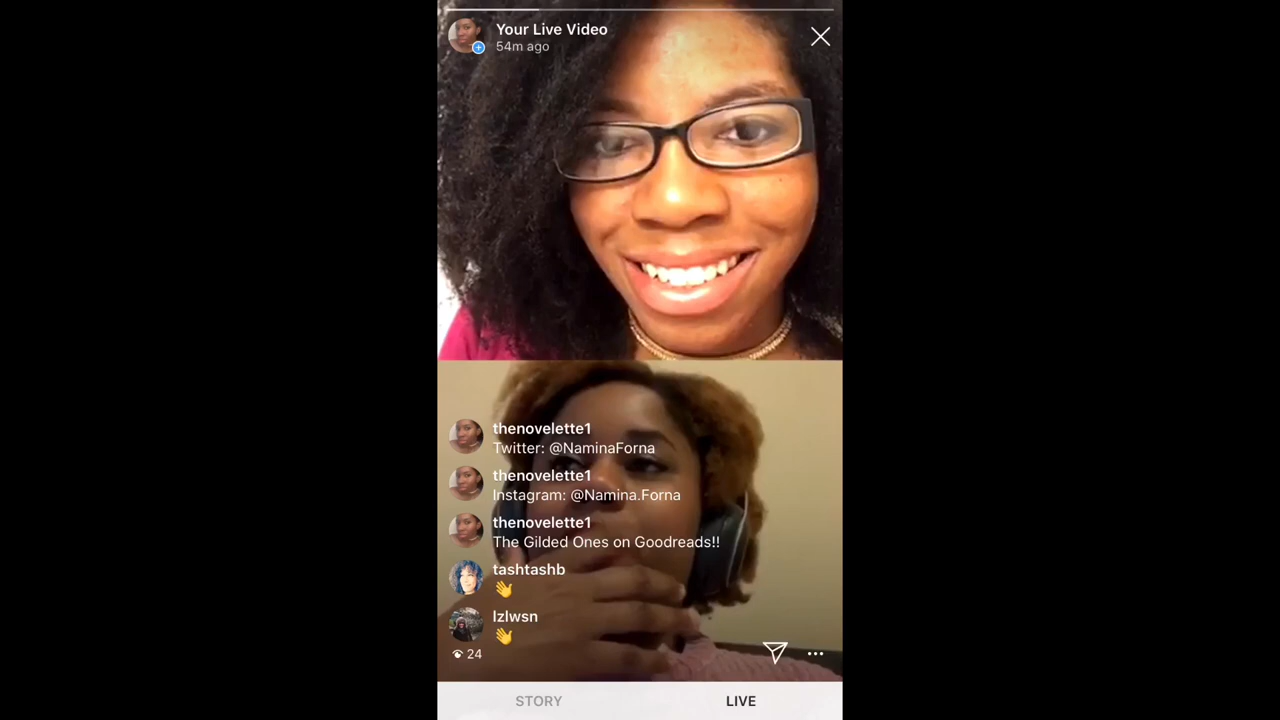 Your Live Video
54m ago
thenovelette1
Twitter: @NaminaForna
thenovelette1
Instagram: @Namina.Forna
thenovelette1
The Gilded Ones on Goodreads!!
tashtashb
👋
lzlwsn
👋
24
STORY
LIVE